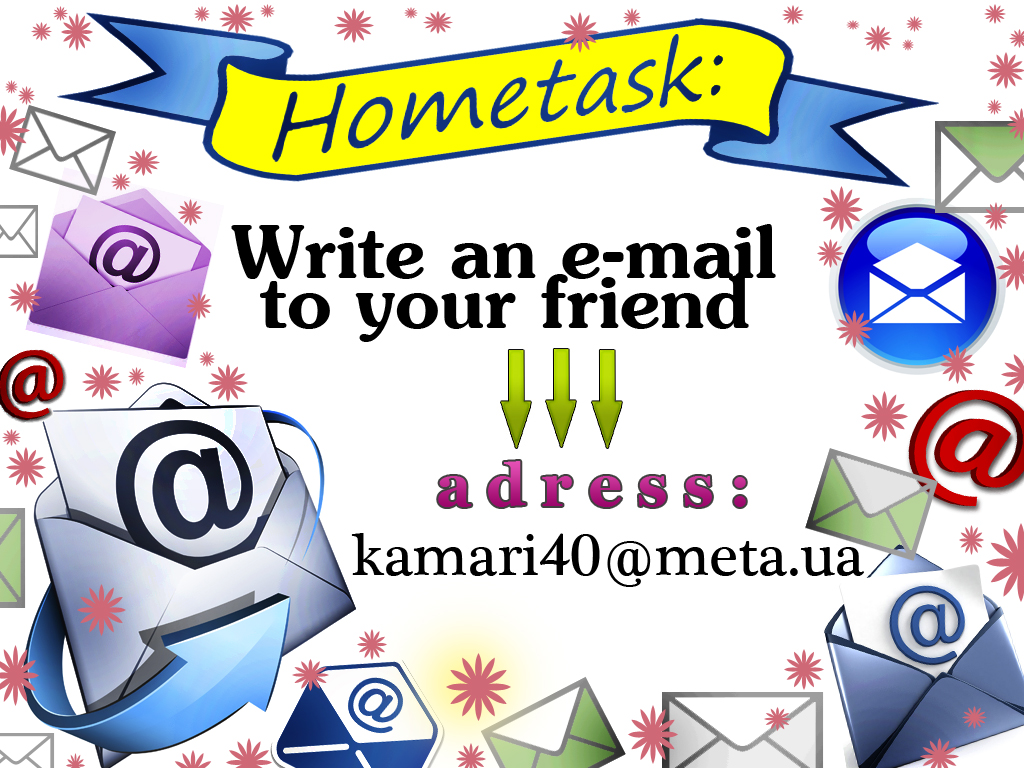 Hometask:
Write an e-mail
to your friend
adress:
kamari40@meta.ua